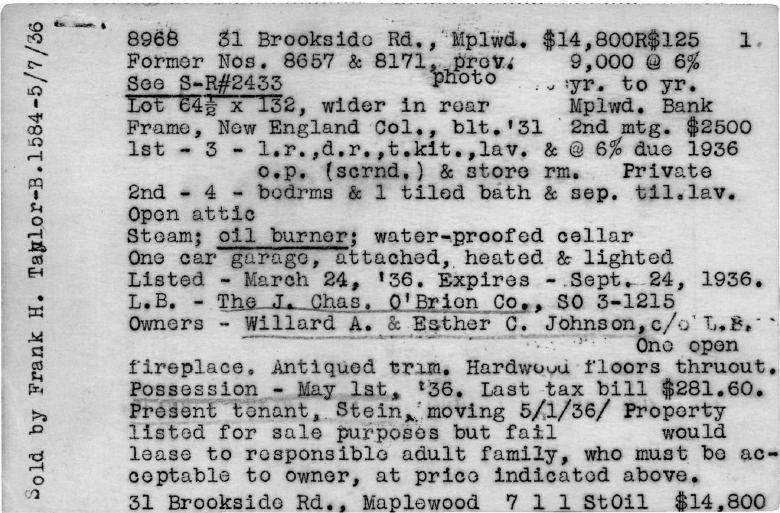 8968 31 Brookside Rd., Mplwd. $14,800R$125 1.
Former Nos. 8657 & 8171, prev. 9,000 @ 6%
photo
See S-R#2433 yr. to yr.
Lot 64½ x 132, wider in rear Mplwd. Bank
Frame, New England Col., blt.'31 2nd mtg. $2500
1st - 3 - l.r.,d.r.,t.kit.,lav. & @ 6% due 1936
o.p. (scrnd.) & store rm. Private
2nd - 4 - bedrms & 1 tiled bath & sep. til.lav.
Open attic
Steam; oil burner; water-proofed cellar
One car garage, attached, heated & lighted
Listed - March 24, '36. Expires - Sept. 24, 1936.
L.B. - The J. Chas. O'Brien Co., SO 3-1215
Owners - Willard A. & Esther C. Johnson, c/o L.B.
One open
fireplace. Antiqued trim. Hardwood floors thruout.
Possession - May 1st, '36. Last tax bill $281.60.
Present tenant, Stein, moving 5/1/36/ Property
listed for sale purposes but fail would
lease to responsible adult family, who must be ac-
ceptable to owner, at price indicated above.
31 Brookside Rd., Maplewood 7 1 1 StOil $14,800
Sold by Frank H. Taylor-B.1584-5/7/36